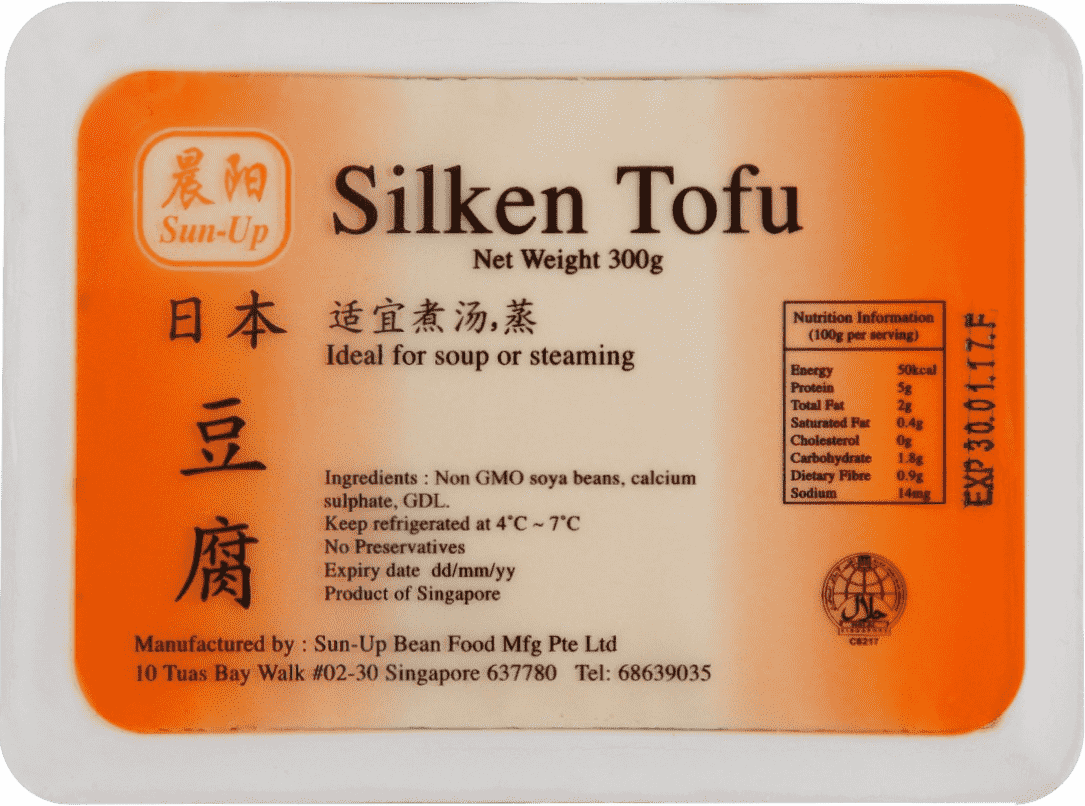 晨阳
Sun-Up
Silken Tofu
Net Weight 300g
日本
豆
腐
适宜煮汤,蒸
Ideal for soup or steaming
Ingredients : Non GMO soya beans, calcium
sulphate, GDL.
Keep refrigerated at 4°C ~ 7°C
No Preservatives
Expiry date dd/mm/yy
Product of Singapore
Manufactured by : Sun-Up Bean Food Mfg Pte Ltd
10 Tuas Bay Walk #02-30 Singapore 637780 Tel: 68639035
Nutrition Information
(100g per serving)
Energy 50kcal
Protein 5g
Total Fat 2g
Saturated Fat 0.4g
Cholesterol 0g
Carbohydrate 1.8g
Dietary Fibre 0.9g
Sodium 14mg
EXP 30.01.17.F
حلال
SINGAPORE